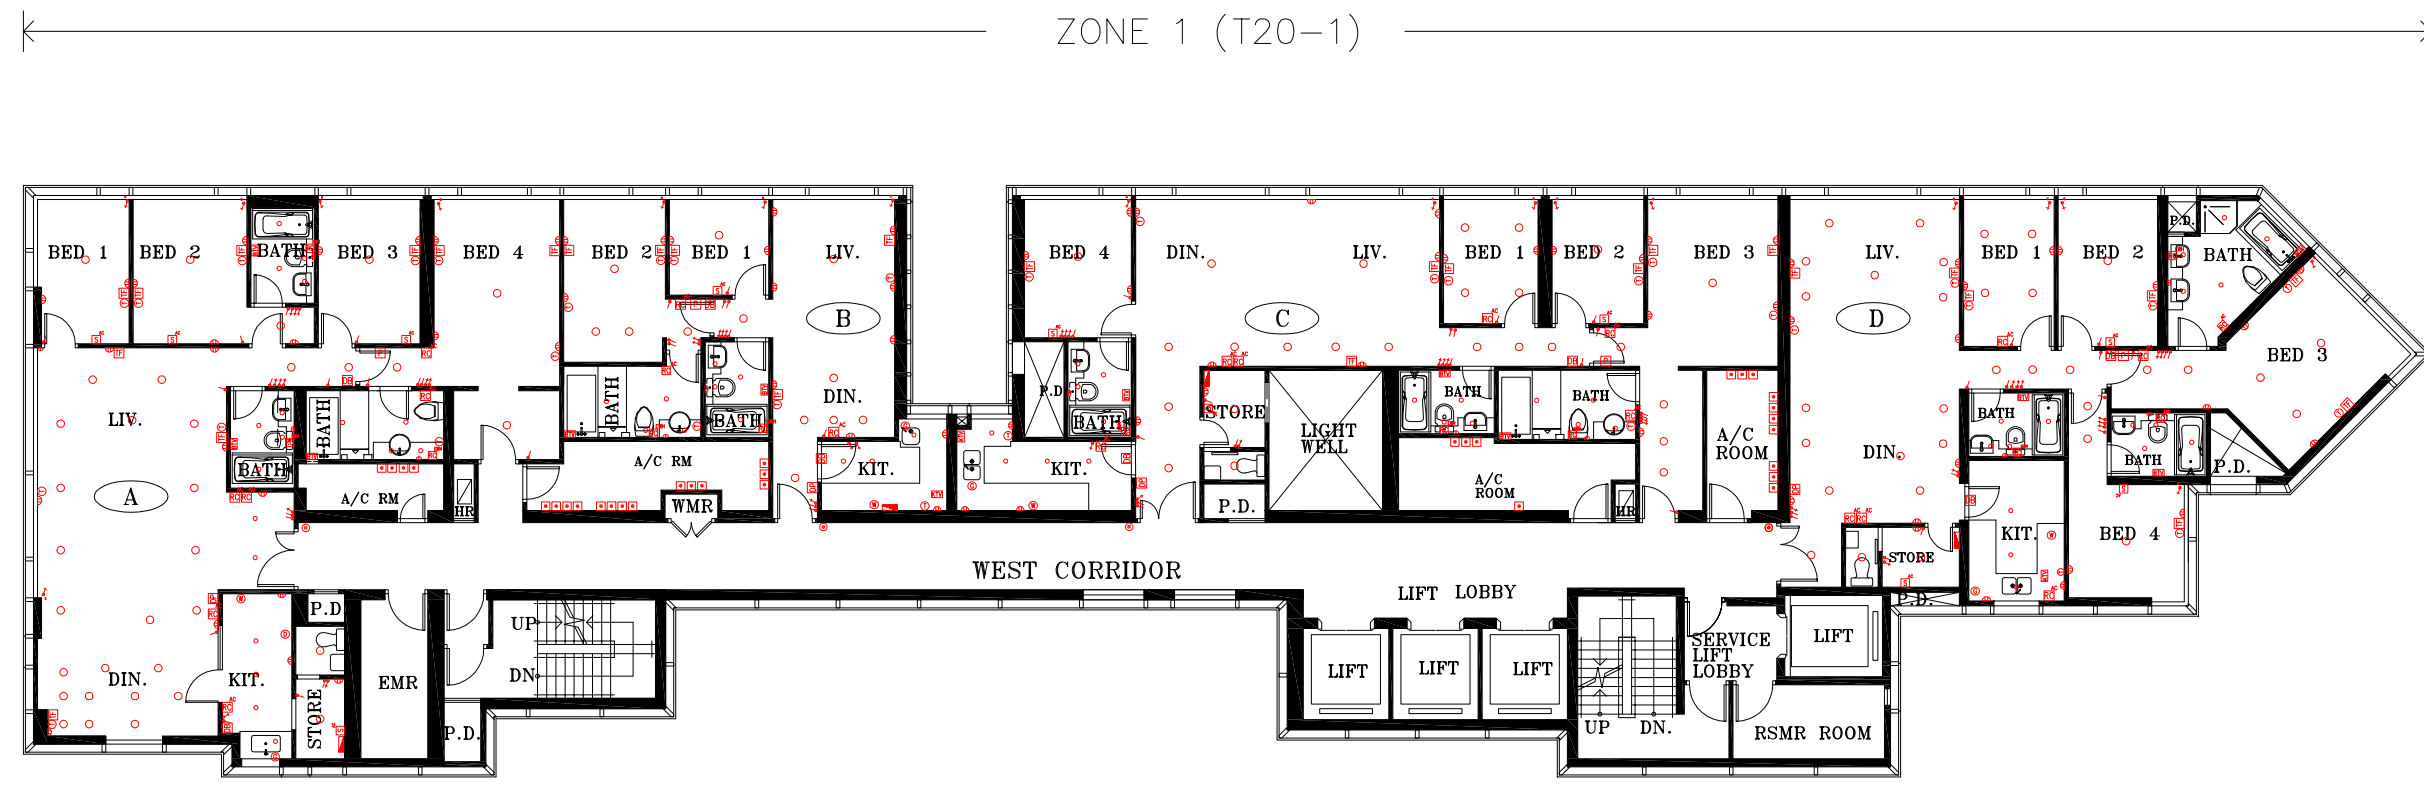 ZONE 1 (T20-1)
BED 1
BED 2
BATH
BED 3
BED 4
BED 2
BED 1
LIV.
BED 4
DIN.
LIV.
BED 1
BED 2
BED 3
LIV.
BED 1
BED 2
P.D.
BATH
B
C
D
BED 3
LIV.
BATH
BATH
DIN.
BATH
P.D.
BATH
STORE
BATH
BATH
BATH
BATH
A
BATH
A/C RM
HR
A/C RM
WMR
KIT.
KIT.
P.D.
LIGHT
WELL
A/C
ROOM
HR
A/C
ROOM
DIN.
BATH
P.D.
KIT.
BED 4
STORE
P.D.
WEST CORRIDOR
LIFT LOBBY
P.D
UP
DN
DIN.
KIT.
STORE
EMR
P.D.
LIFT
LIFT
LIFT
UP
DN.
SERVICE
LIFT
LOBBY
LIFT
RSMR ROOM